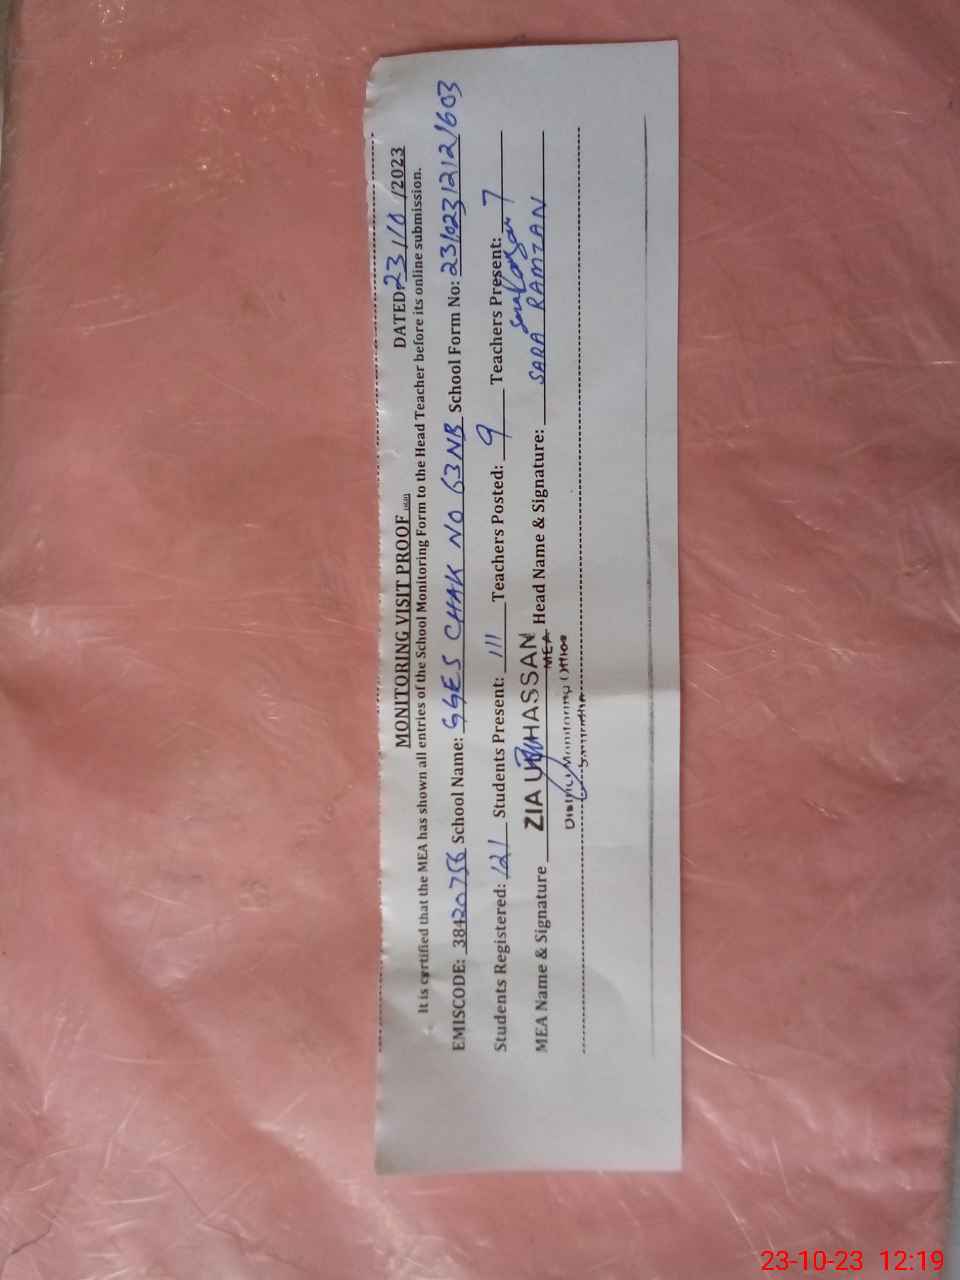 MONITORING VISIT PROOF
DATED: 23/10/2023
It is certified that the MEA has shown all entries of the School Monitoring Form to the Head Teacher before its online submission.
EMISCODE: 38420756 School Name: GGES CHAK NO 63NB School Form No: 231023121212/603
Students Registered: 121 Students Present: 111 Teachers Posted: 9 Teachers Present: 7
MEA Name & Signature ZIA UL HASSAN Head Name & Signature: SARA RAMZAN
MEA
District Monitoring Office
23-10-23 12:19